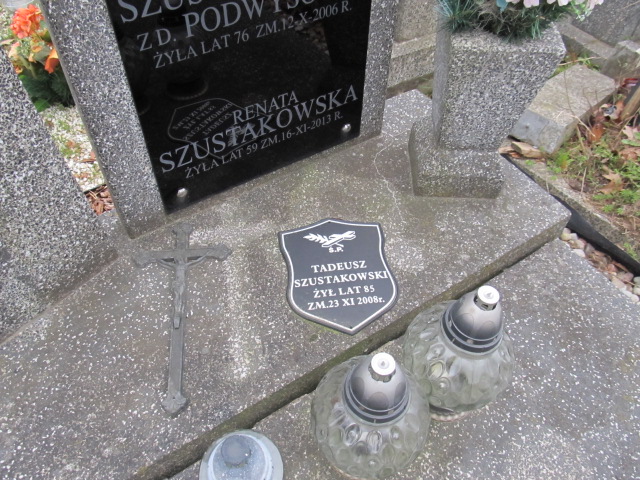 Z D. PODWYS
ŻYŁA LAT 76 ZM.12-X-2006 R.
RENATA
SZUSTAKOWSKA
ŻYŁA LAT 59 ZM.16-XI-2013 R.
Ś.P.
TADEUSZ
SZUSTAKOWSKI
ŻYŁ LAT 85
ZM.23 XI 2008r.